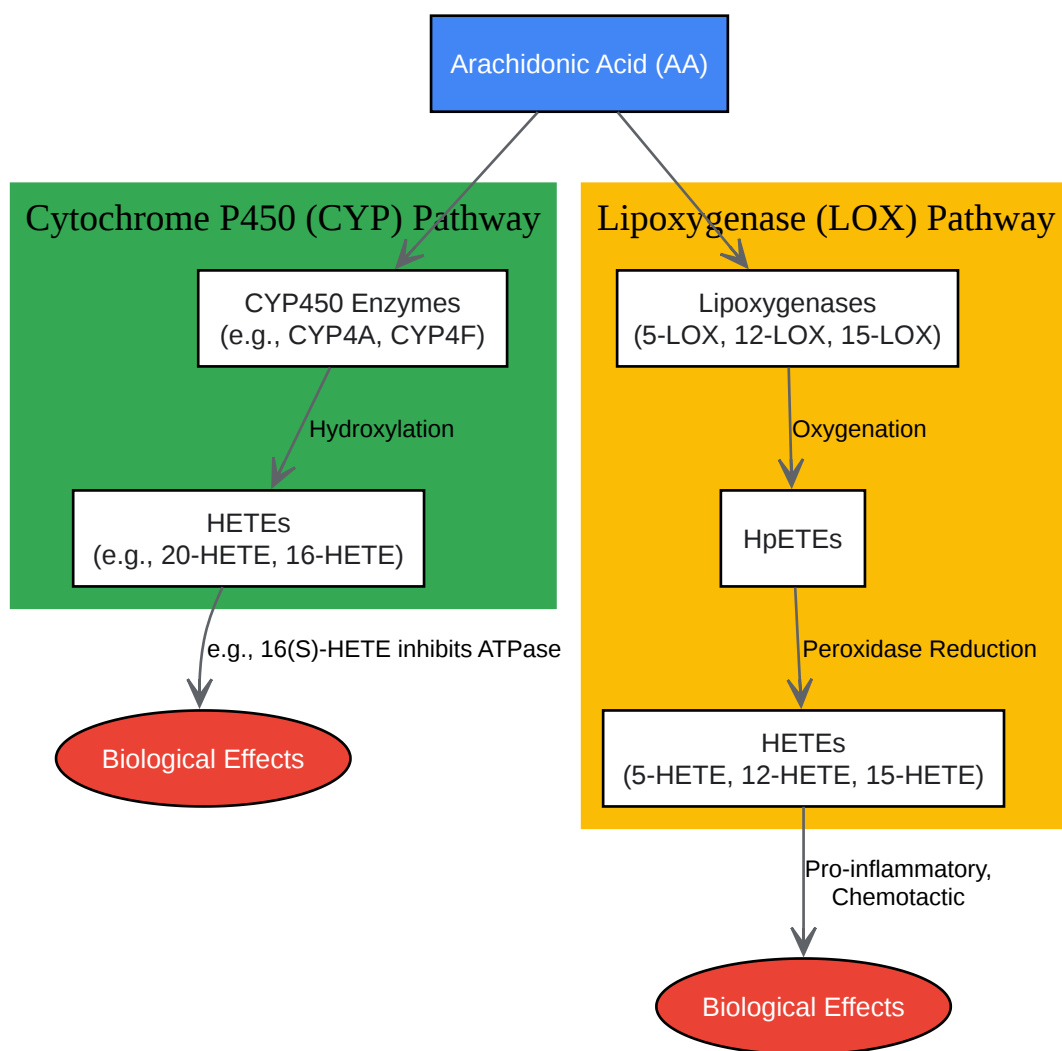 Arachidonic Acid (AA)
Cytochrome P450 (CYP) Pathway
CYP450 Enzymes
(e.g., CYP4A, CYP4F)
Hydroxylation
HETEs
(e.g., 20-HETE, 16-HETE)
e.g., 16(S)-HETE inhibits ATPase
Biological Effects
Lipoxygenase (LOX) Pathway
Lipoxygenases
(5-LOX, 12-LOX, 15-LOX)
Oxygenation
HpETEs
Peroxidase Reduction
HETEs
(5-HETE, 12-HETE, 15-HETE)
Pro-inflammatory,
Chemotactic
Biological Effects